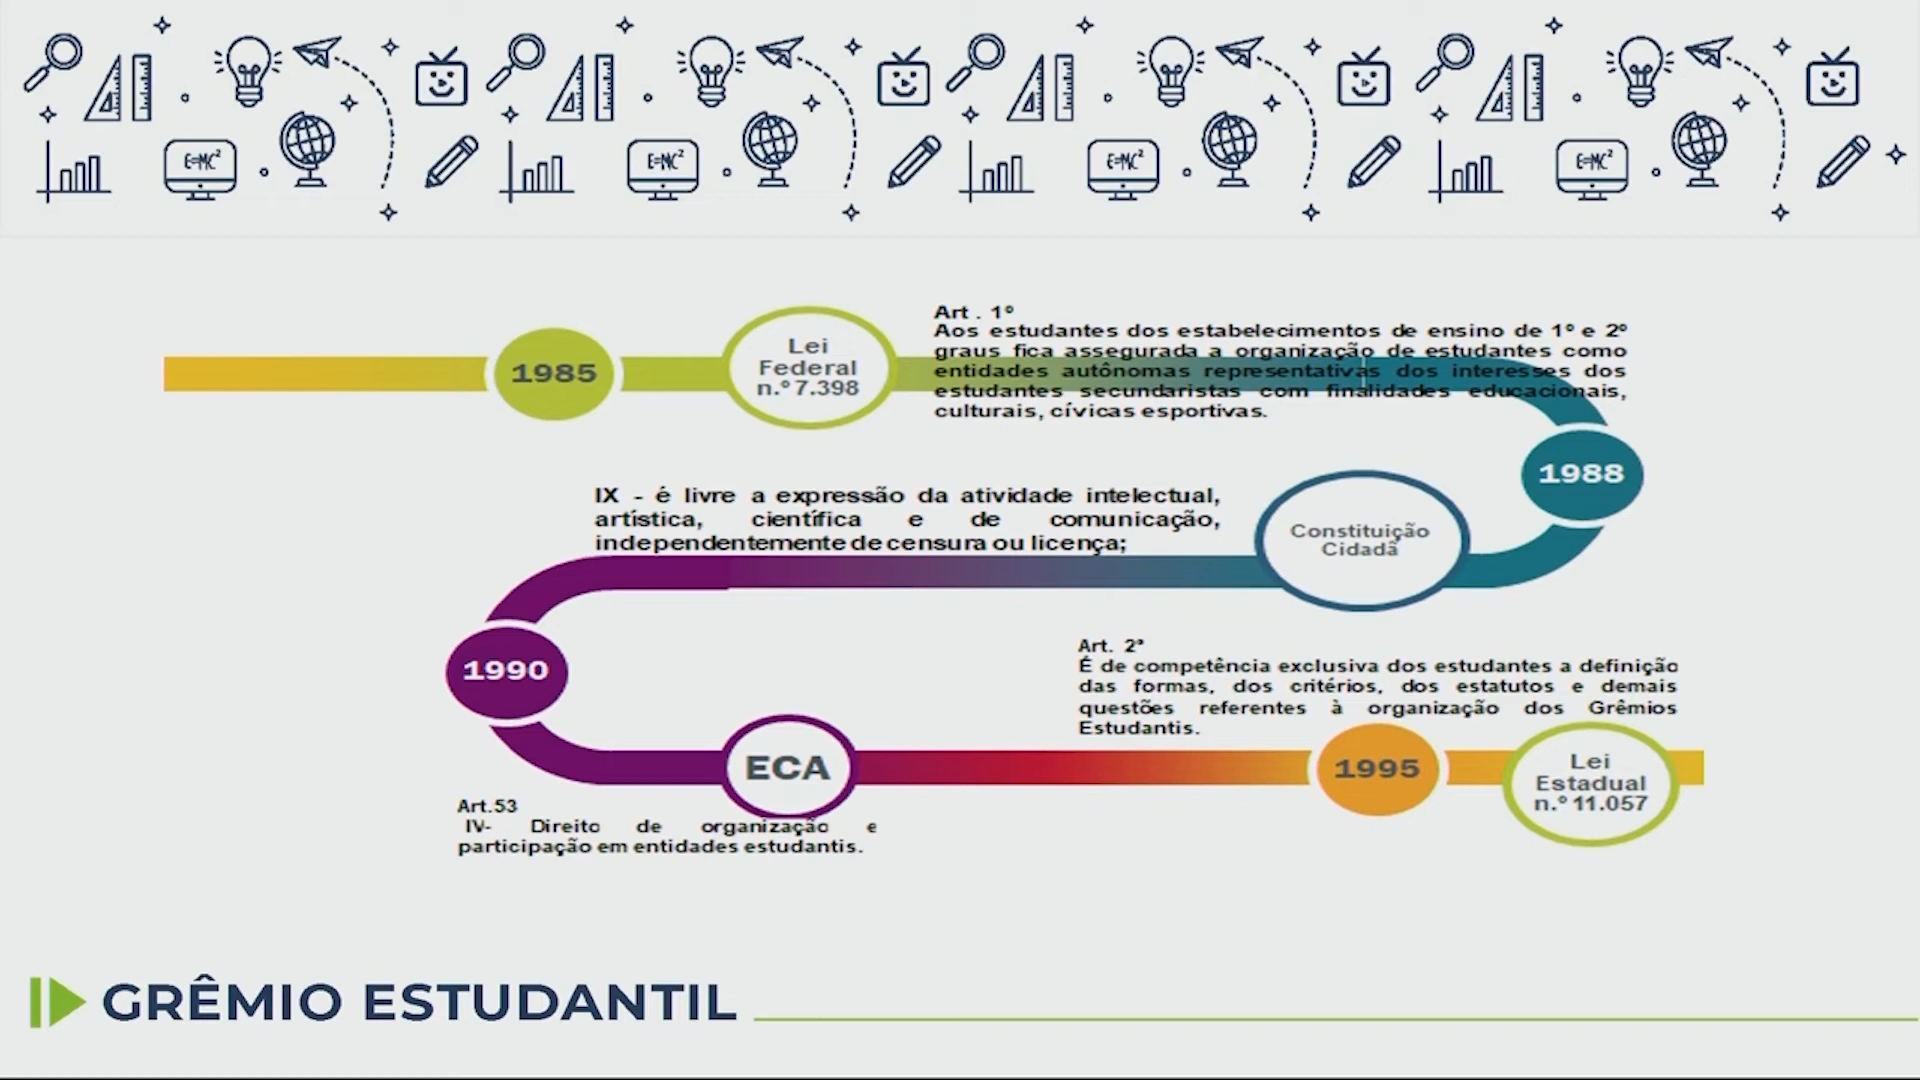 E=MC²
E=MC²
E=MC²
E=MC²
1985
Lei
Federal
n.º 7.398
Art . 1º
Aos estudantes dos estabelecimentos de ensino de 1º e 2º
graus fica assegurada a organização de estudantes como
entidades autônomas representativas dos interesses dos
estudantes secundaristas com finalidades educacionais,
culturais, cívicas esportivas.
1988
Constituição
Cidadã
IX - é livre a expressão da atividade intelectual,
artística, científica e de comunicação,
independentemente de censura ou licença;
1990
ECA
Art.53
IV- Direito de organização e
participação em entidades estudantis.
Art. 2º
É de competência exclusiva dos estudantes a definição
das formas, dos critérios, dos estatutos e demais
questões referentes à organização dos Grêmios
Estudantis.
1995
Lei
Estadual
n.º 11.057
GRÊMIO ESTUDANTIL